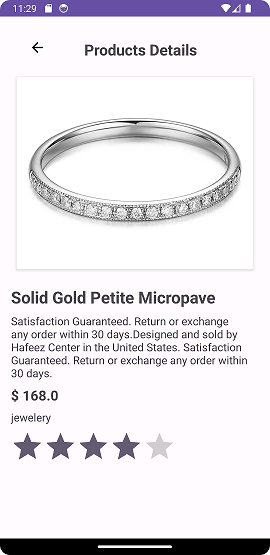 11:29
Products Details
Solid Gold Petite Micropave
Satisfaction Guaranteed. Return or exchange
any order within 30 days.Designed and sold by
Hafeez Center in the United States. Satisfaction
Guaranteed. Return or exchange any order within
30 days.
$ 168.0
jewelery